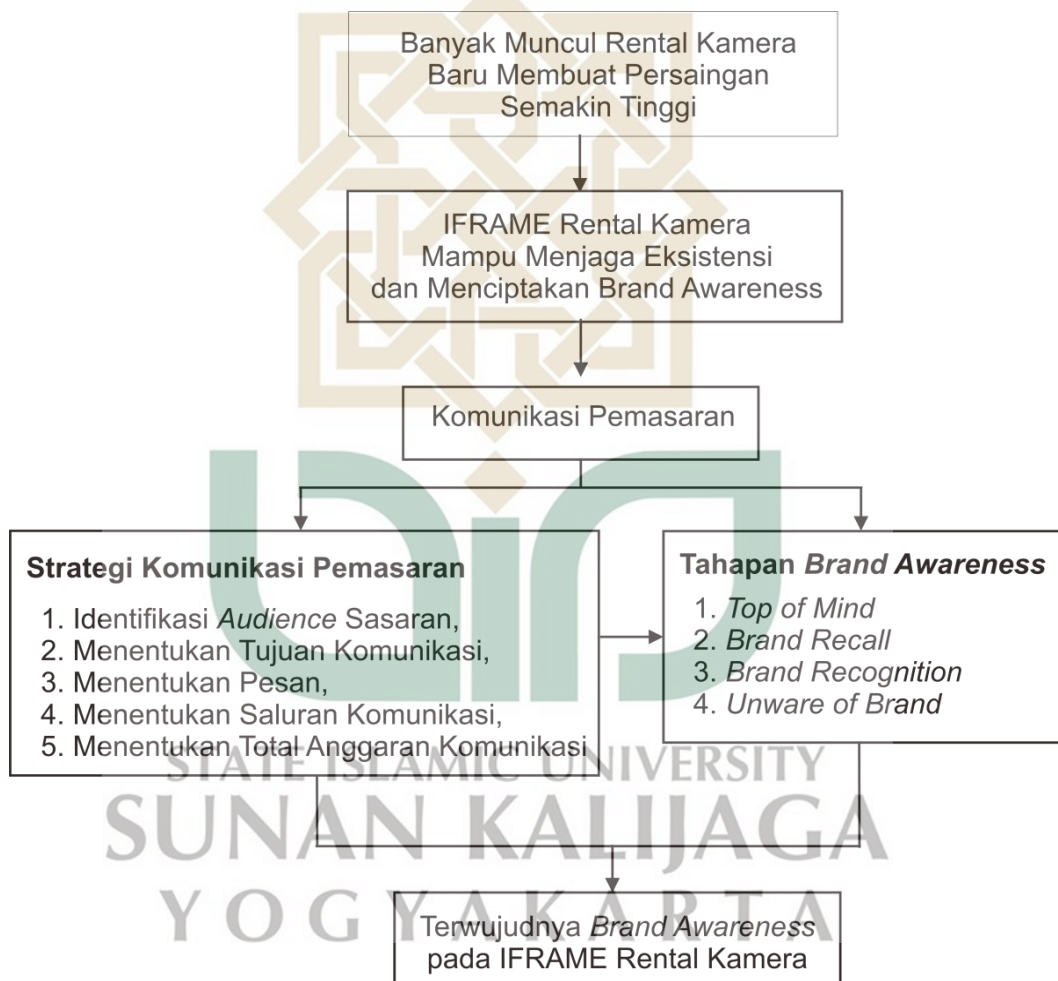 Banyak Muncul Rental Kamera
Baru Membuat Persaingan
Semakin Tinggi
IFRAME Rental Kamera
Mampu Menjaga Eksistensi
dan Menciptakan Brand Awareness
Komunikasi Pemasaran
Strategi Komunikasi Pemasaran
1. Identifikasi Audience Sasaran,
2. Menentukan Tujuan Komunikasi,
3. Menentukan Pesan,
4. Menentukan Saluran Komunikasi,
5. Menentukan Total Anggaran Komunikasi
Tahapan Brand Awareness
1. Top of Mind
2. Brand Recall
3. Brand Recognition
4. Unware of Brand
STATE ISLAMIC UNIVERSITY
SUNAN KALIJAGA
YOGYAKARTA
Terwujudnya Brand Awareness
pada IFRAME Rental Kamera